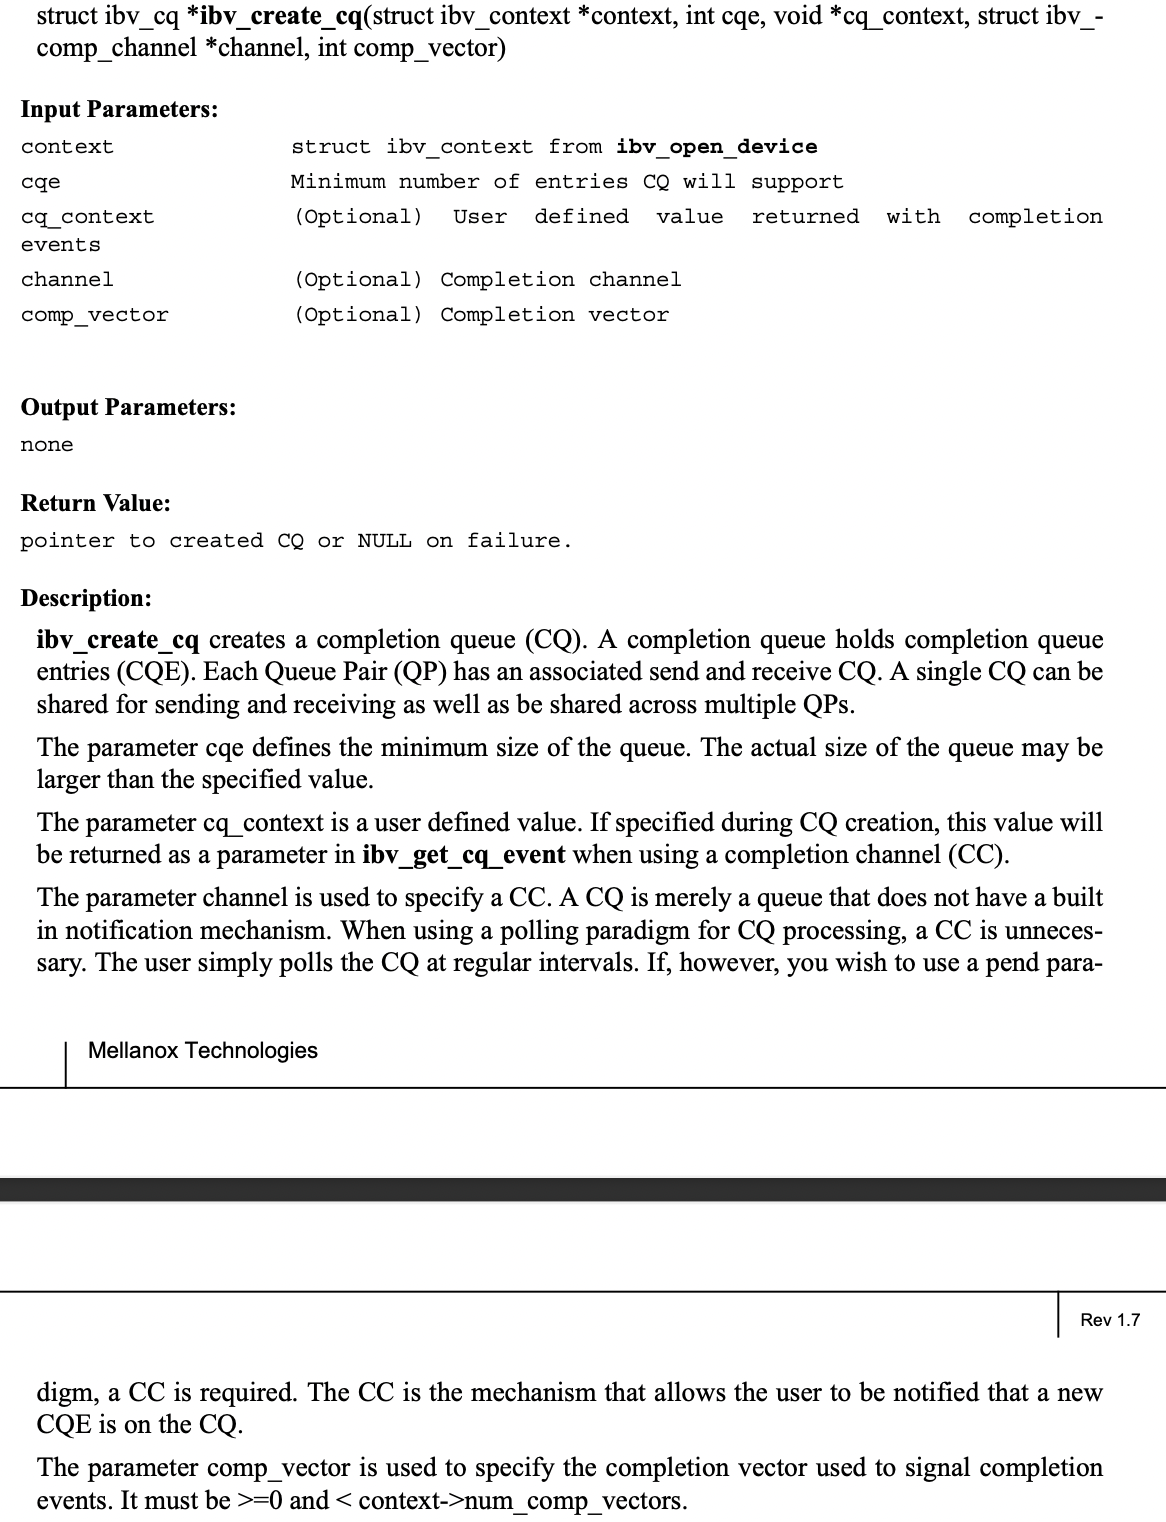 struct ibv_cq *ibv_create_cq(struct ibv_context *context, int cqe, void *cq_context, struct ibv_-
comp_channel *channel, int comp_vector)
Input Parameters:
context struct ibv_context from ibv_open_device
cqe Minimum number of entries CQ will support
cq_context (Optional) User defined value returned with completion
events
channel (Optional) Completion channel
comp_vector (Optional) Completion vector
Output Parameters:
none
Return Value:
pointer to created CQ or NULL on failure.
Description:
ibv_create_cq creates a completion queue (CQ). A completion queue holds completion queue
entries (CQE). Each Queue Pair (QP) has an associated send and receive CQ. A single CQ can be
shared for sending and receiving as well as be shared across multiple QPs.
The parameter cqe defines the minimum size of the queue. The actual size of the queue may be
larger than the specified value.
The parameter cq_context is a user defined value. If specified during CQ creation, this value will
be returned as a parameter in ibv_get_cq_event when using a completion channel (CC).
The parameter channel is used to specify a CC. A CQ is merely a queue that does not have a built
in notification mechanism. When using a polling paradigm for CQ processing, a CC is unneces-
sary. The user simply polls the CQ at regular intervals. If, however, you wish to use a pend para-
Mellanox Technologies
Rev 1.7
digm, a CC is required. The CC is the mechanism that allows the user to be notified that a new
CQE is on the CQ.
The parameter comp_vector is used to specify the completion vector used to signal completion
events. It must be >=0 and < context->num_comp_vectors.